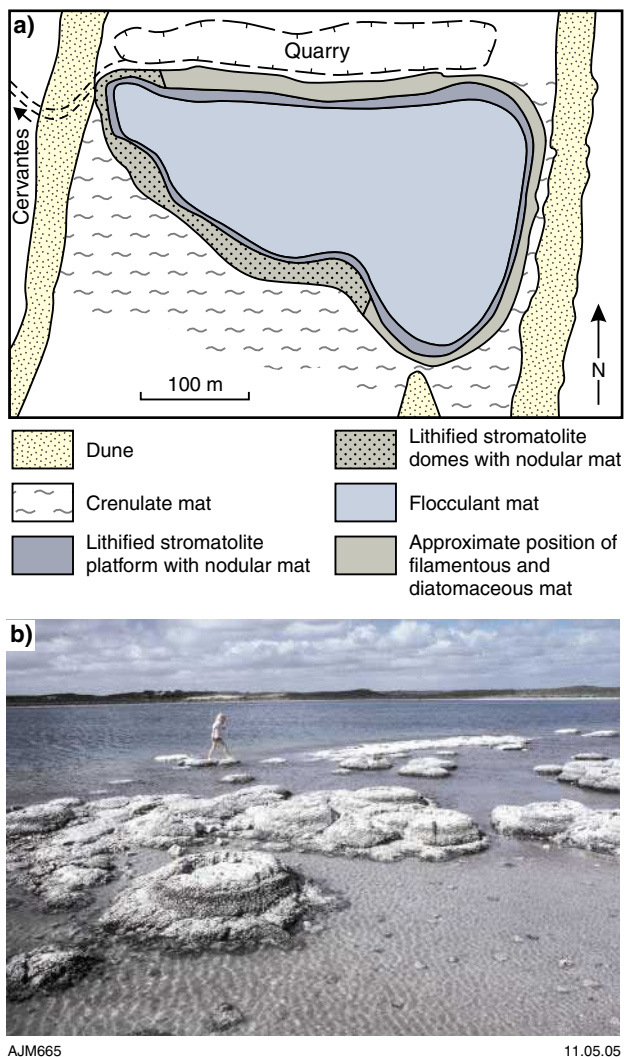 a)
Quarry
Cervantes
100 m
N
Dune
Lithified stromatolite
domes with nodular mat
Crenulate mat
Flocculant mat
Lithified stromatolite
platform with nodular mat
Approximate position of
filamentous and
diatomaceous mat
b)
AJM665
11.05.05